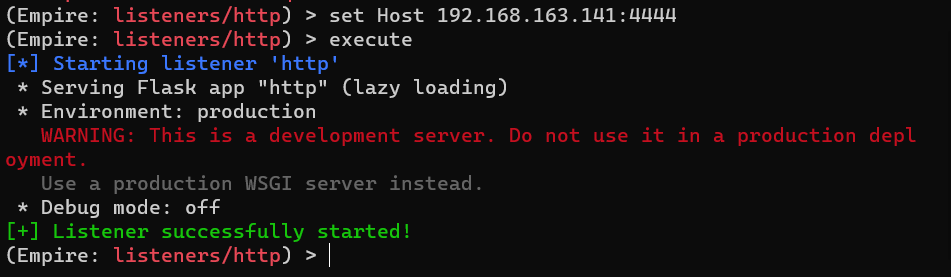 (Empire: listeners/http) > set Host 192.168.163.141:4444
(Empire: listeners/http) > execute
[*] Starting listener 'http'
 * Serving Flask app "http" (lazy loading)
 * Environment: production
   WARNING: This is a development server. Do not use it in a production depl
oyment.
   Use a production WSGI server instead.
 * Debug mode: off
[+] Listener successfully started!
(Empire: listeners/http) >